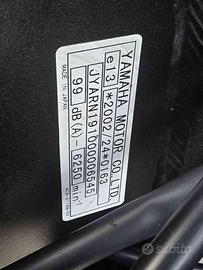 YAMAHA MOTOR CO.,LTD.
e13 *2002/24*0163
JYARN191000006545
99 dB(A) - 6250 min⁻¹
MADE IN JAPAN
subito